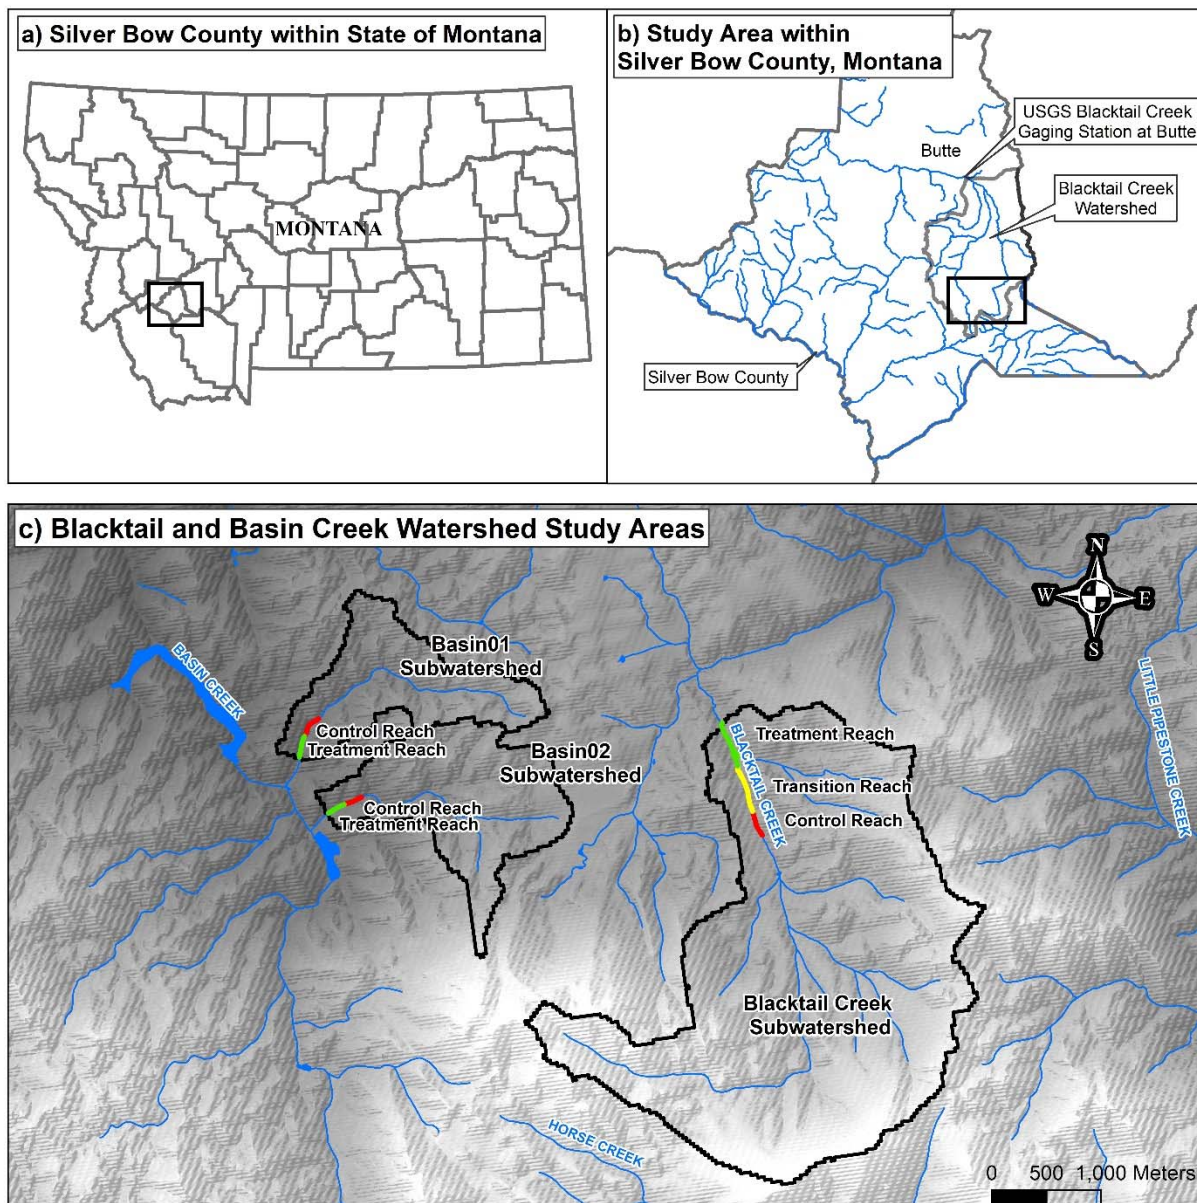 a) Silver Bow County within State of Montana
MONTANA
b) Study Area within
Silver Bow County, Montana
USGS Blacktail Creek
Gaging Station at Butte
Butte
Blacktail Creek
Watershed
Silver Bow County
c) Blacktail and Basin Creek Watershed Study Areas
N
W
E
S
BASIN CREEK
Basin01
Subwatershed
Control Reach
Treatment Reach
Basin02
Subwatershed
Control Reach
Treatment Reach
BLACKTAIL CREEK
Treatment Reach
Transition Reach
Control Reach
LITTLE PIPESTONE CREEK
Blacktail Creek
Subwatershed
HORSE CREEK
0 500 1,000 Meters